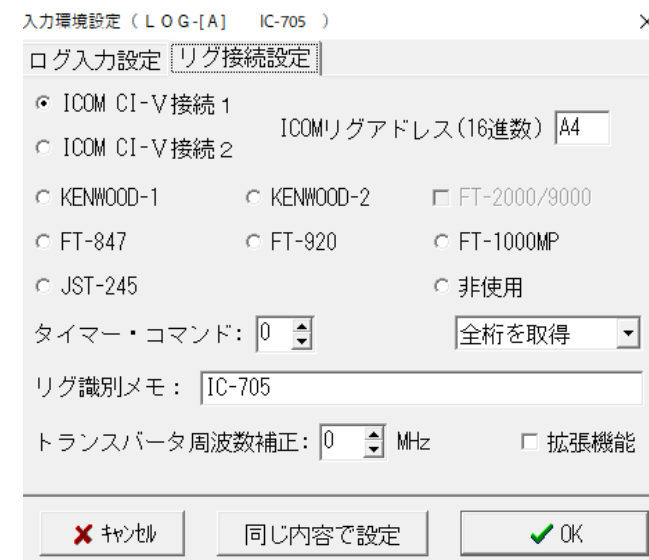 入力環境設定 ( ＬＯＧ-[A] IC-705 )
ログ入力設定 リグ接続設定
ICOM CI-Ｖ接続１
ICOMリグアドレス(16進数) A4
ICOM CI-Ｖ接続２
KENWOOD-1 KENWOOD-2 FT-2000/9000
FT-847 FT-920 FT-1000MP
JST-245 非使用
タイマー・コマンド: 0 全桁を取得
リグ識別メモ： IC-705
トランスバータ周波数補正: 0 MHz 拡張機能
ｷｬﾝｾﾙ 同じ内容で設定 OK